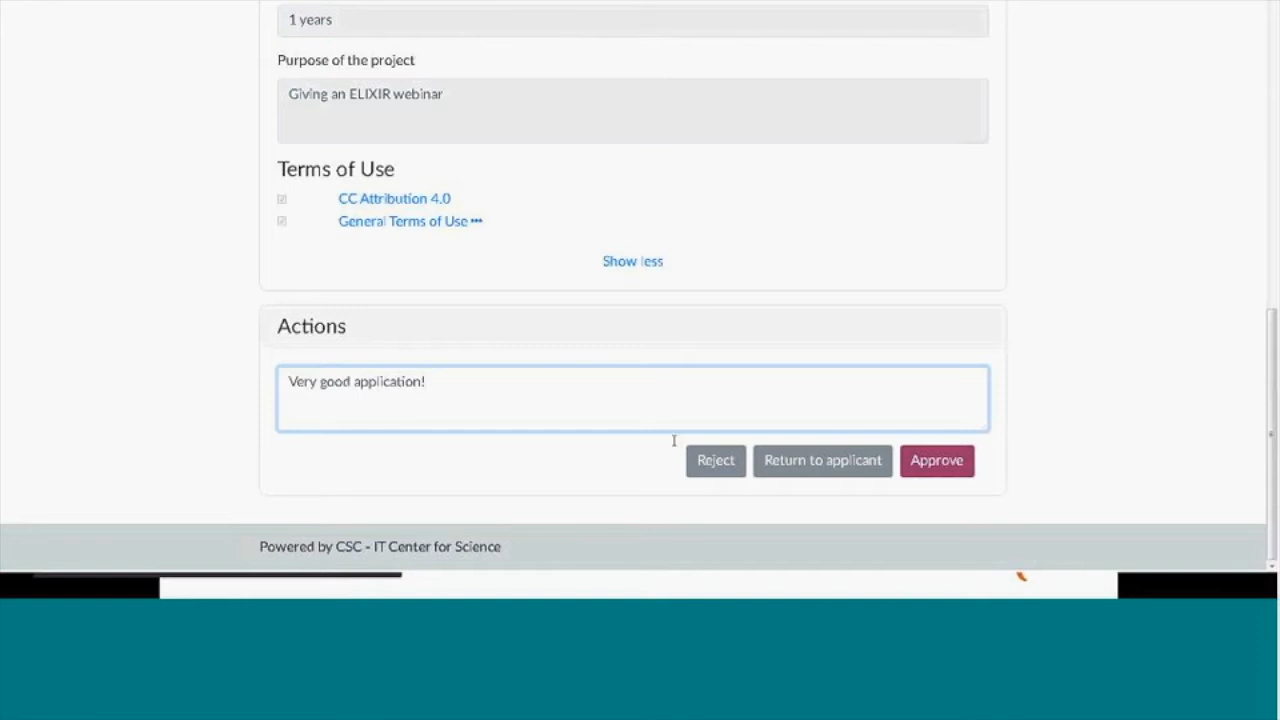 1 years
Purpose of the project
Giving an ELIXIR webinar
Terms of Use
CC Attribution 4.0
General Terms of Use •••
Show less
Actions
Very good application!
Reject Return to applicant Approve
Powered by CSC - IT Center for Science